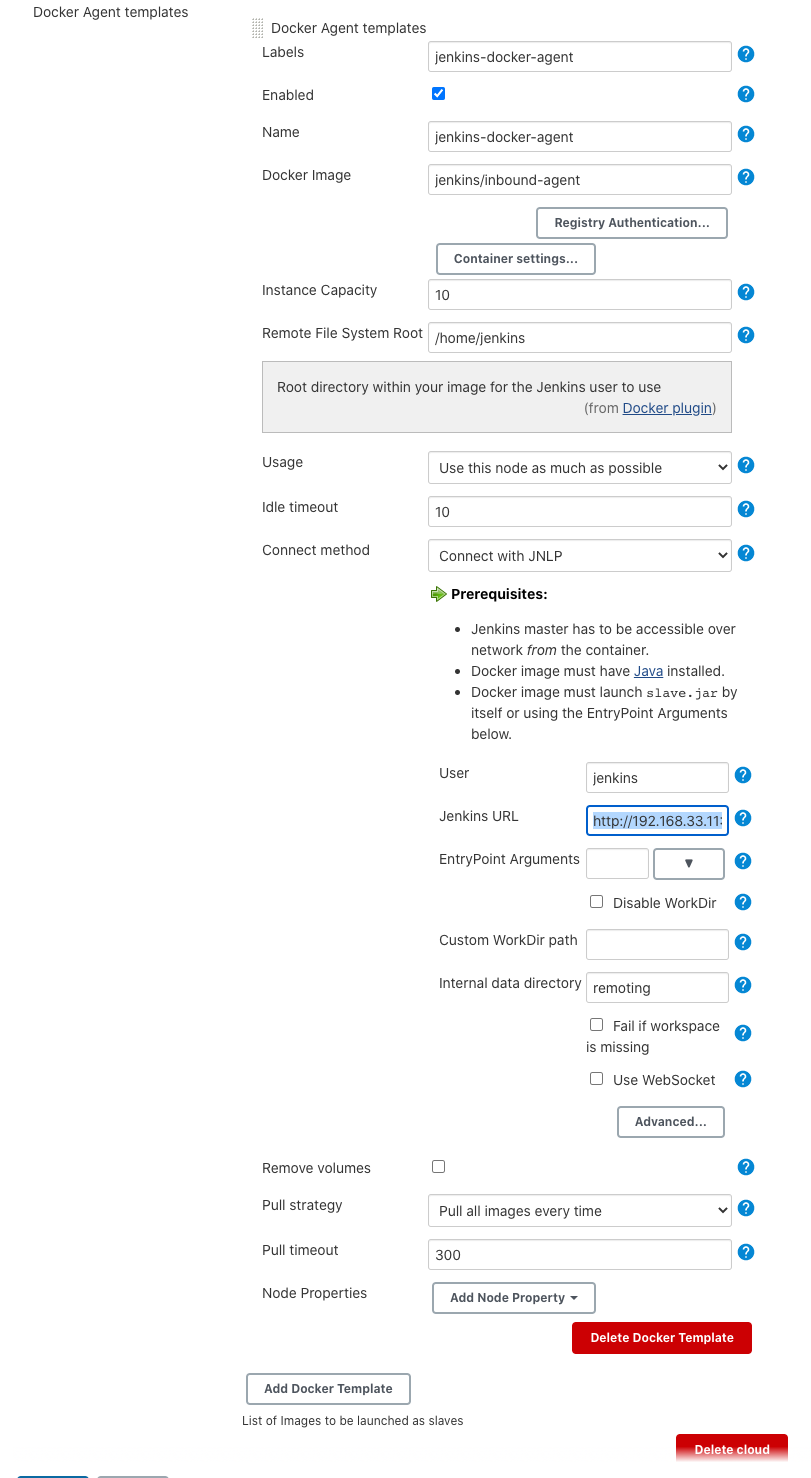 Docker Agent templates
Docker Agent templates
Labels
jenkins-docker-agent
Enabled
Name
jenkins-docker-agent
Docker Image
jenkins/inbound-agent
Registry Authentication...
Container settings...
Instance Capacity
10
Remote File System Root
/home/jenkins
Root directory within your image for the Jenkins user to use
(from Docker plugin)
Usage
Use this node as much as possible
Idle timeout
10
Connect method
Connect with JNLP
Prerequisites:
Jenkins master has to be accessible over
network from the container.
Docker image must have Java installed.
Docker image must launch slave.jar by
itself or using the EntryPoint Arguments
below.
User
jenkins
Jenkins URL
http://192.168.33.11:
EntryPoint Arguments
▼
Disable WorkDir
Custom WorkDir path
Internal data directory
remoting
Fail if workspace
is missing
Use WebSocket
Advanced...
Remove volumes
Pull strategy
Pull all images every time
Pull timeout
300
Node Properties
Add Node Property
Delete Docker Template
Add Docker Template
List of Images to be launched as slaves
Delete cloud